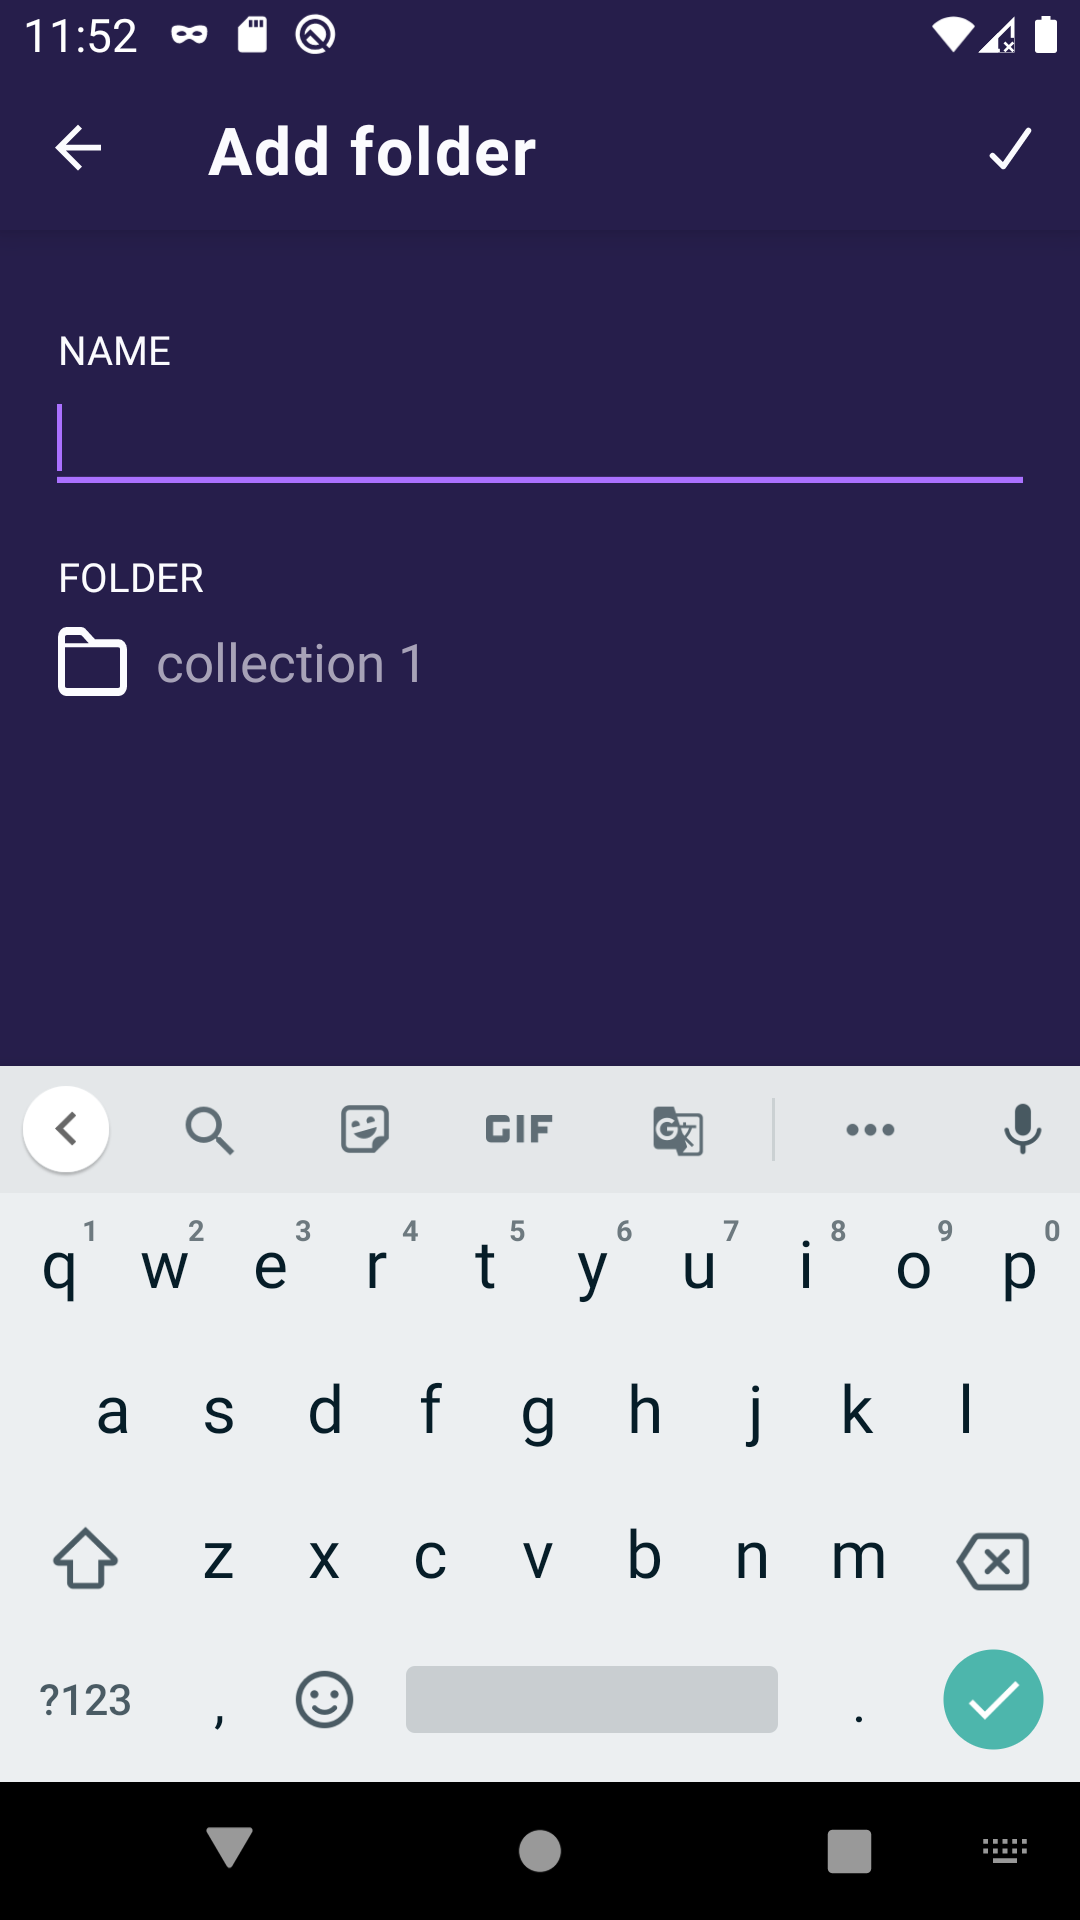 11:52
Add folder
NAME
FOLDER
collection 1
GIF
G
1 2 3 4 5 6 7 8 9 0
q w e r t y u i o p
a s d f g h j k l
z x c v b n m
?123 , .